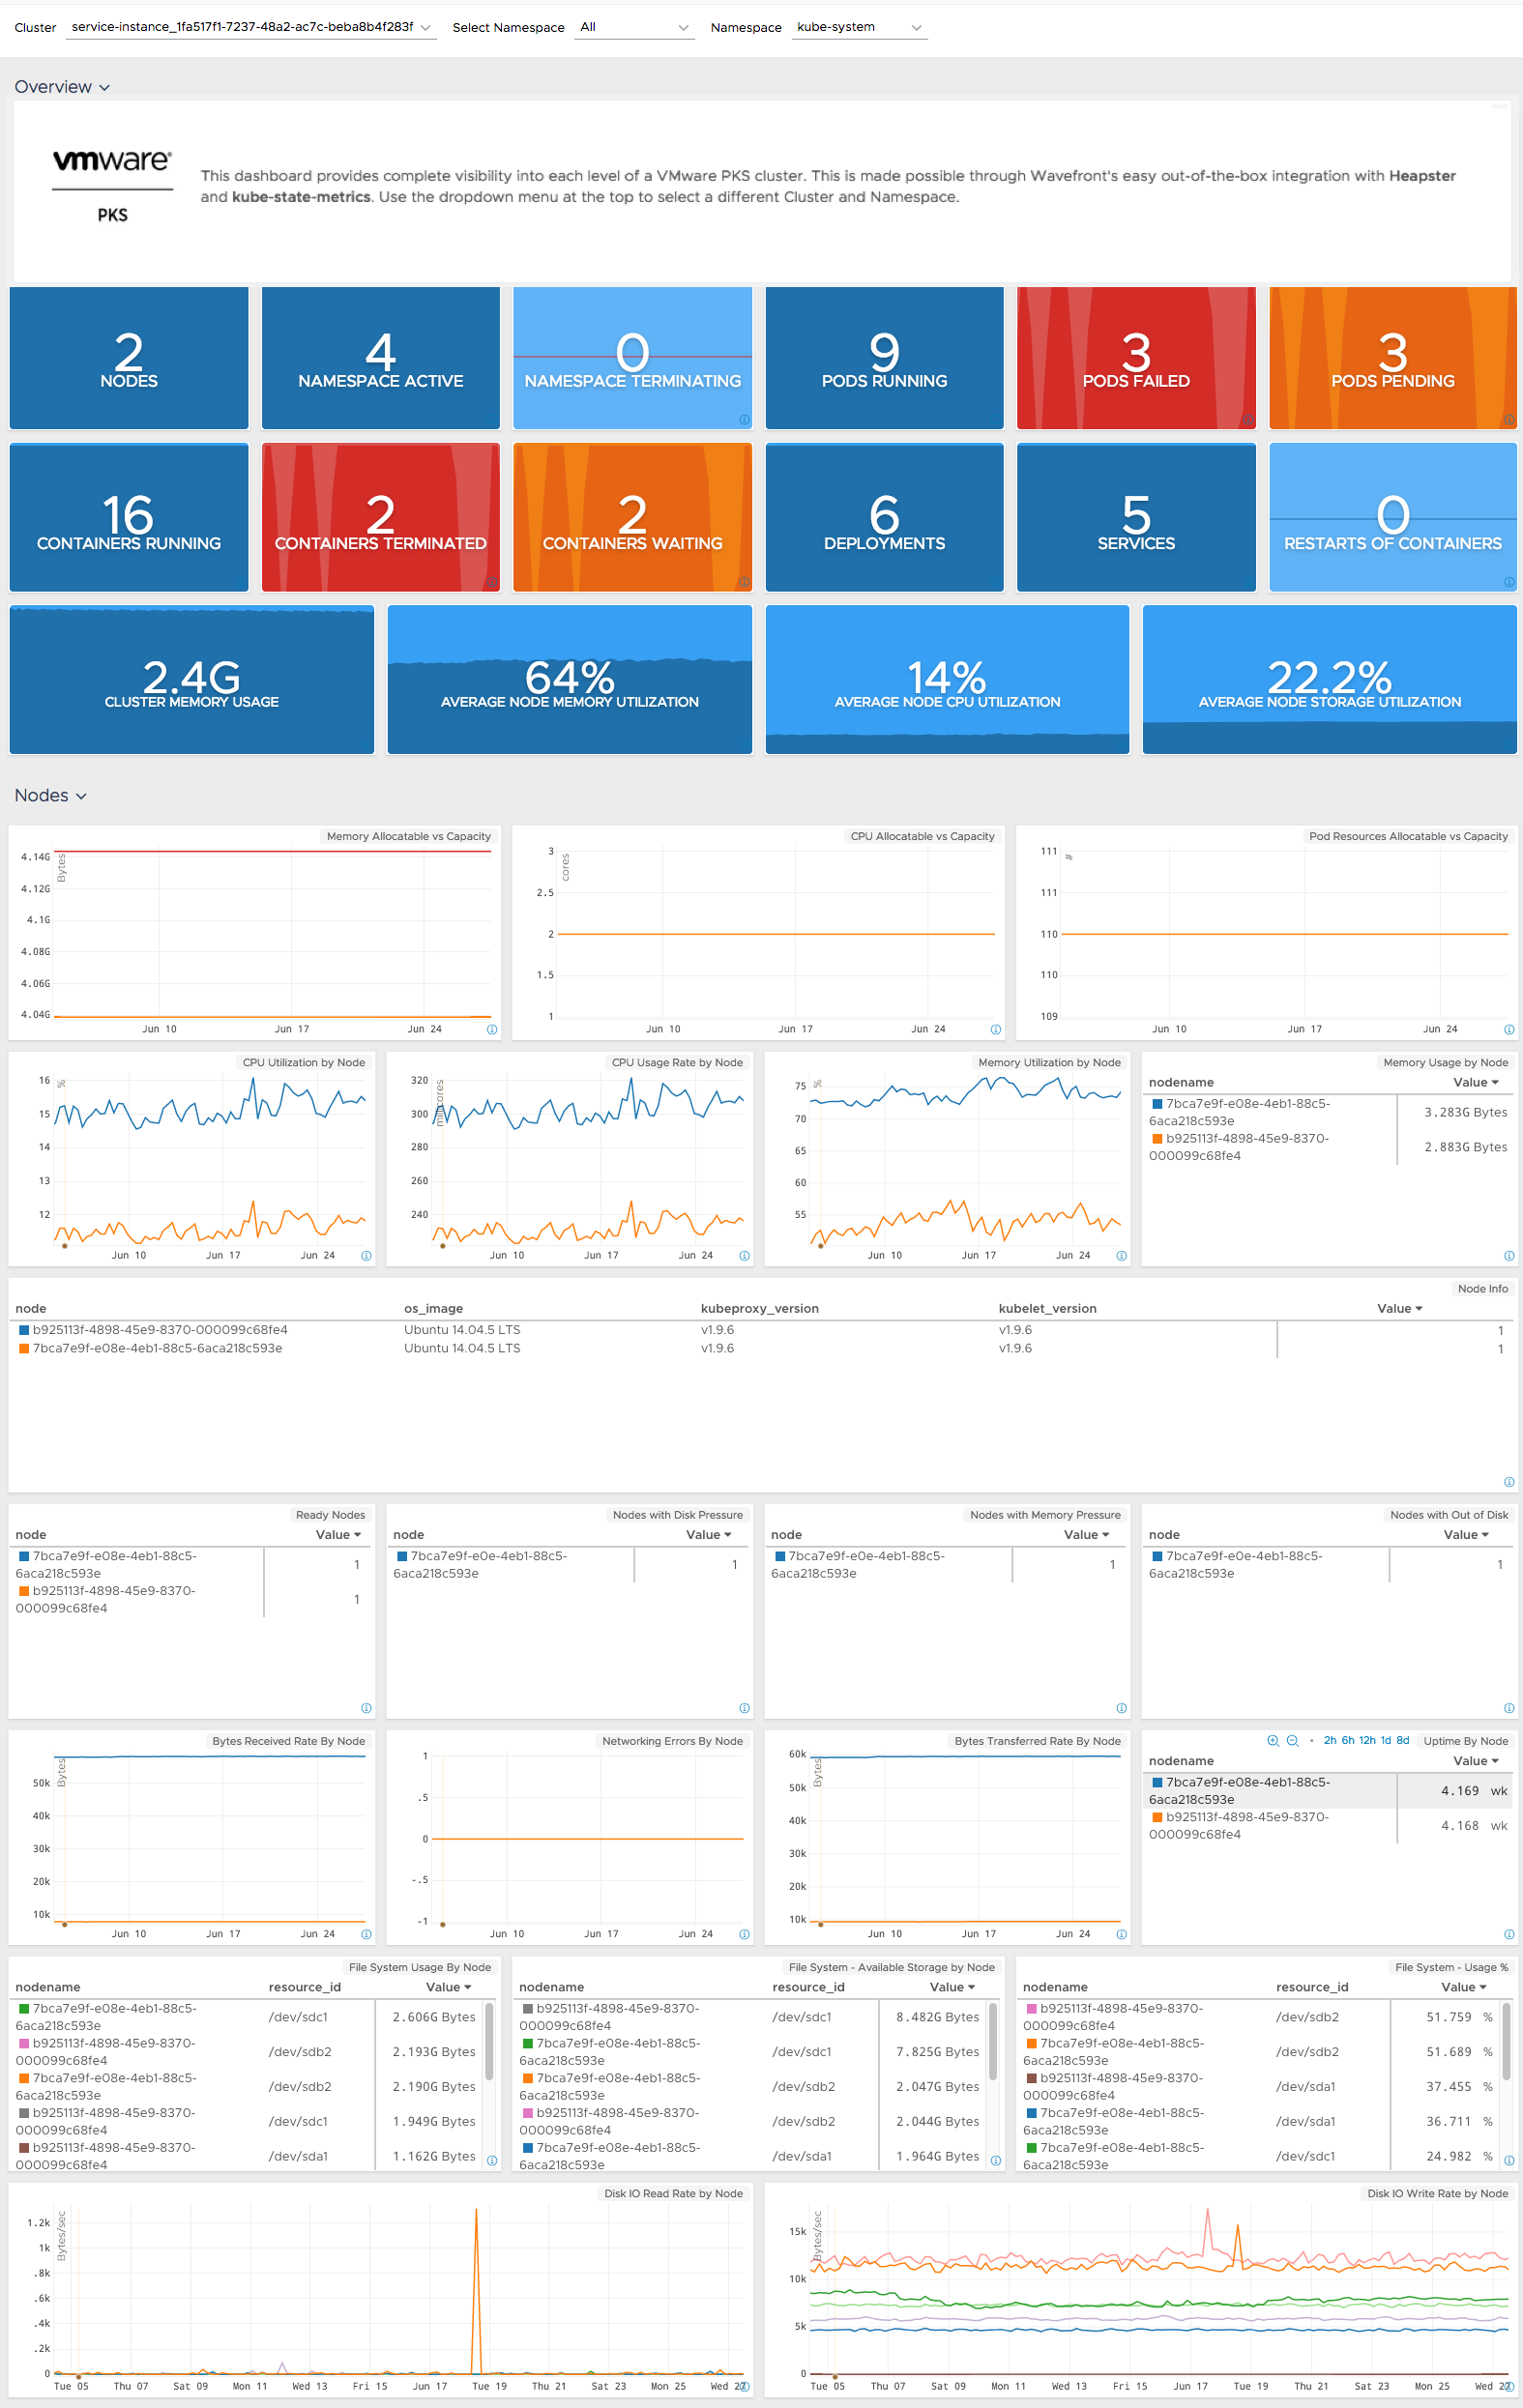 Cluster service-instance_1fa517f1-7237-48a2-ac7c-beba8b4f283f Select Namespace All Namespace kube-system
Overview
vmware®
PKS
This dashboard provides complete visibility into each level of a VMware PKS cluster. This is made possible through Wavefront's easy out-of-the-box integration with Heapster
and kube-state-metrics. Use the dropdown menu at the top to select a different Cluster and Namespace.
2 4 0 9 3 3
NODES NAMESPACE ACTIVE NAMESPACE TERMINATING PODS RUNNING PODS FAILED PODS PENDING
16 2 2 6 5 0
CONTAINERS RUNNING CONTAINERS TERMINATED CONTAINERS WAITING DEPLOYMENTS SERVICES RESTARTS OF CONTAINERS
2.4G 64% 14% 22.2%
CLUSTER MEMORY USAGE AVERAGE NODE MEMORY UTILIZATION AVERAGE NODE CPU UTILIZATION AVERAGE NODE STORAGE UTILIZATION
Nodes
Memory Allocatable vs Capacity
Bytes
4.14G
4.12G
4.1G
4.08G
4.06G
4.04G
Jun 10 Jun 17 Jun 24
CPU Allocatable vs Capacity
cores
3
2.5
2
1.5
1
Jun 10 Jun 17 Jun 24
Pod Resources Allocatable vs Capacity
#
111
111
110
110
109
Jun 10 Jun 17 Jun 24
CPU Utilization by Node
%
16
15
14
13
12
Jun 10 Jun 17 Jun 24
CPU Usage Rate by Node
millicores
320
300
280
260
240
Jun 10 Jun 17 Jun 24
Memory Utilization by Node
%
75
70
65
60
55
Jun 10 Jun 17 Jun 24
Memory Usage by Node
nodename Value
7bca7e9f-e08e-4eb1-88c5-
6aca218c593e 3.283G Bytes
b925113f-4898-45e9-8370-
000099c68fe4 2.883G Bytes
Node Info
node os_image kubeproxy_version kubelet_version Value
b925113f-4898-45e9-8370-000099c68fe4 Ubuntu 14.04.5 LTS v1.9.6 v1.9.6 1
7bca7e9f-e08e-4eb1-88c5-6aca218c593e Ubuntu 14.04.5 LTS v1.9.6 v1.9.6 1
Ready Nodes
node Value
7bca7e9f-e08e-4eb1-88c5-
6aca218c593e 1
b925113f-4898-45e9-8370-
000099c68fe4 1
Nodes with Disk Pressure
node Value
7bca7e9f-e0e-4eb1-88c5-
6aca218c593e 1
Nodes with Memory Pressure
node Value
7bca7e9f-e0e-4eb1-88c5-
6aca218c593e 1
Nodes with Out of Disk
node Value
7bca7e9f-e08e-4eb1-88c5-
6aca218c593e 1
Bytes Received Rate By Node
Bytes
50k
40k
30k
20k
10k
Jun 10 Jun 17 Jun 24
Networking Errors By Node
1
.5
0
-.5
-1
Jun 10 Jun 17 Jun 24
Bytes Transferred Rate By Node
Bytes
60k
50k
40k
30k
20k
10k
Jun 10 Jun 17 Jun 24
2h 6h 12h 1d 8d Uptime By Node
nodename Value
7bca7e9f-e08e-4eb1-88c5-
6aca218c593e 4.169 wk
b925113f-4898-45e9-8370-
000099c68fe4 4.168 wk
File System Usage By Node
nodename resource_id Value
7bca7e9f-e08e-4eb1-88c5-
6aca218c593e /dev/sdc1 2.606G Bytes
b925113f-4898-45e9-8370-
000099c68fe4 /dev/sdb2 2.193G Bytes
7bca7e9f-e08e-4eb1-88c5-
6aca218c593e /dev/sdb2 2.190G Bytes
b925113f-4898-45e9-8370-
000099c68fe4 /dev/sdc1 1.949G Bytes
b925113f-4898-45e9-8370-
000099c68fe4 /dev/sda1 1.162G Bytes
File System - Available Storage by Node
nodename resource_id Value
b925113f-4898-45e9-8370-
000099c68fe4 /dev/sdc1 8.482G Bytes
7bca7e9f-e08e-4eb1-88c5-
6aca218c593e /dev/sdc1 7.825G Bytes
7bca7e9f-e08e-4eb1-88c5-
6aca218c593e /dev/sdb2 2.047G Bytes
b925113f-4898-45e9-8370-
000099c68fe4 /dev/sdb2 2.044G Bytes
7bca7e9f-e08e-4eb1-88c5-
6aca218c593e /dev/sda1 1.964G Bytes
File System - Usage %
nodename resource_id Value
b925113f-4898-45e9-8370-
000099c68fe4 /dev/sdb2 51.759 %
7bca7e9f-e08e-4eb1-88c5-
6aca218c593e /dev/sdb2 51.689 %
b925113f-4898-45e9-8370-
000099c68fe4 /dev/sda1 37.455 %
7bca7e9f-e08e-4eb1-88c5-
6aca218c593e /dev/sda1 36.711 %
7bca7e9f-e08e-4eb1-88c5-
6aca218c593e /dev/sdc1 24.982 %
Disk IO Read Rate by Node
Bytes/sec
1.2k
1k
.8k
.6k
.4k
.2k
0
Tue 05 Thu 07 Sat 09 Mon 11 Wed 13 Fri 15 Jun 17 Tue 19 Thu 21 Sat 23 Mon 25 Wed 27
Disk IO Write Rate by Node
Bytes/sec
15k
10k
5k
0
Tue 05 Thu 07 Sat 09 Mon 11 Wed 13 Fri 15 Jun 17 Tue 19 Thu 21 Sat 23 Mon 25 Wed 27